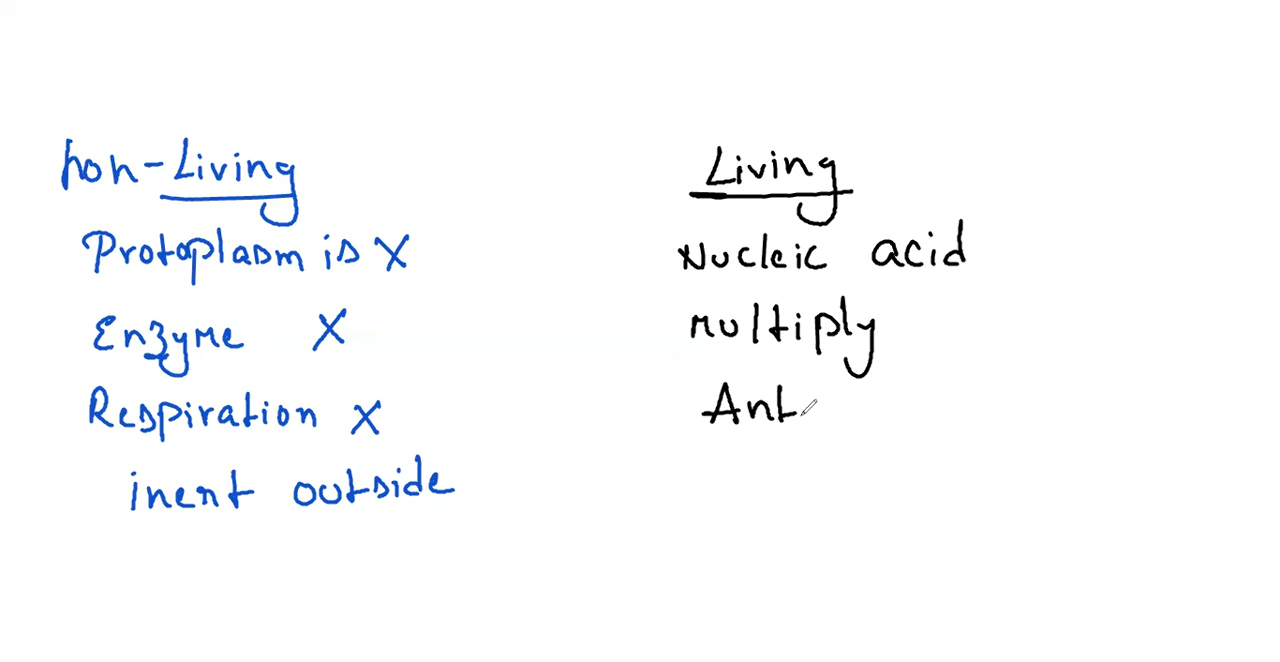 non-Living
Protoplasm is X
Enzyme X
Respiration X
inert outside
Living
Nucleic acid
Multiply
Ant